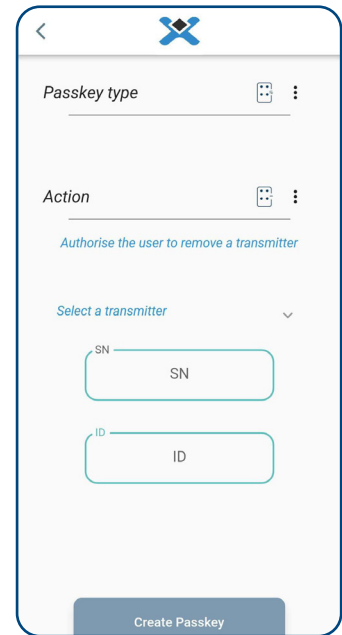 Passkey type
Action
Authorise the user to remove a transmitter
Select a transmitter
SN
SN
ID
ID
Create Passkey